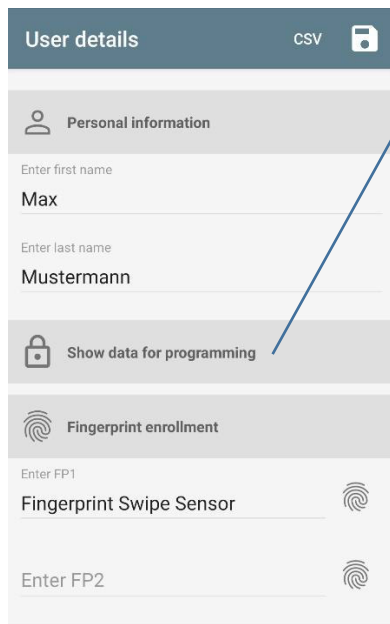 User details CSV
Personal information
Enter first name
Max
Enter last name
Mustermann
Show data for programming
Fingerprint enrollment
Enter FP1
Fingerprint Swipe Sensor
Enter FP2